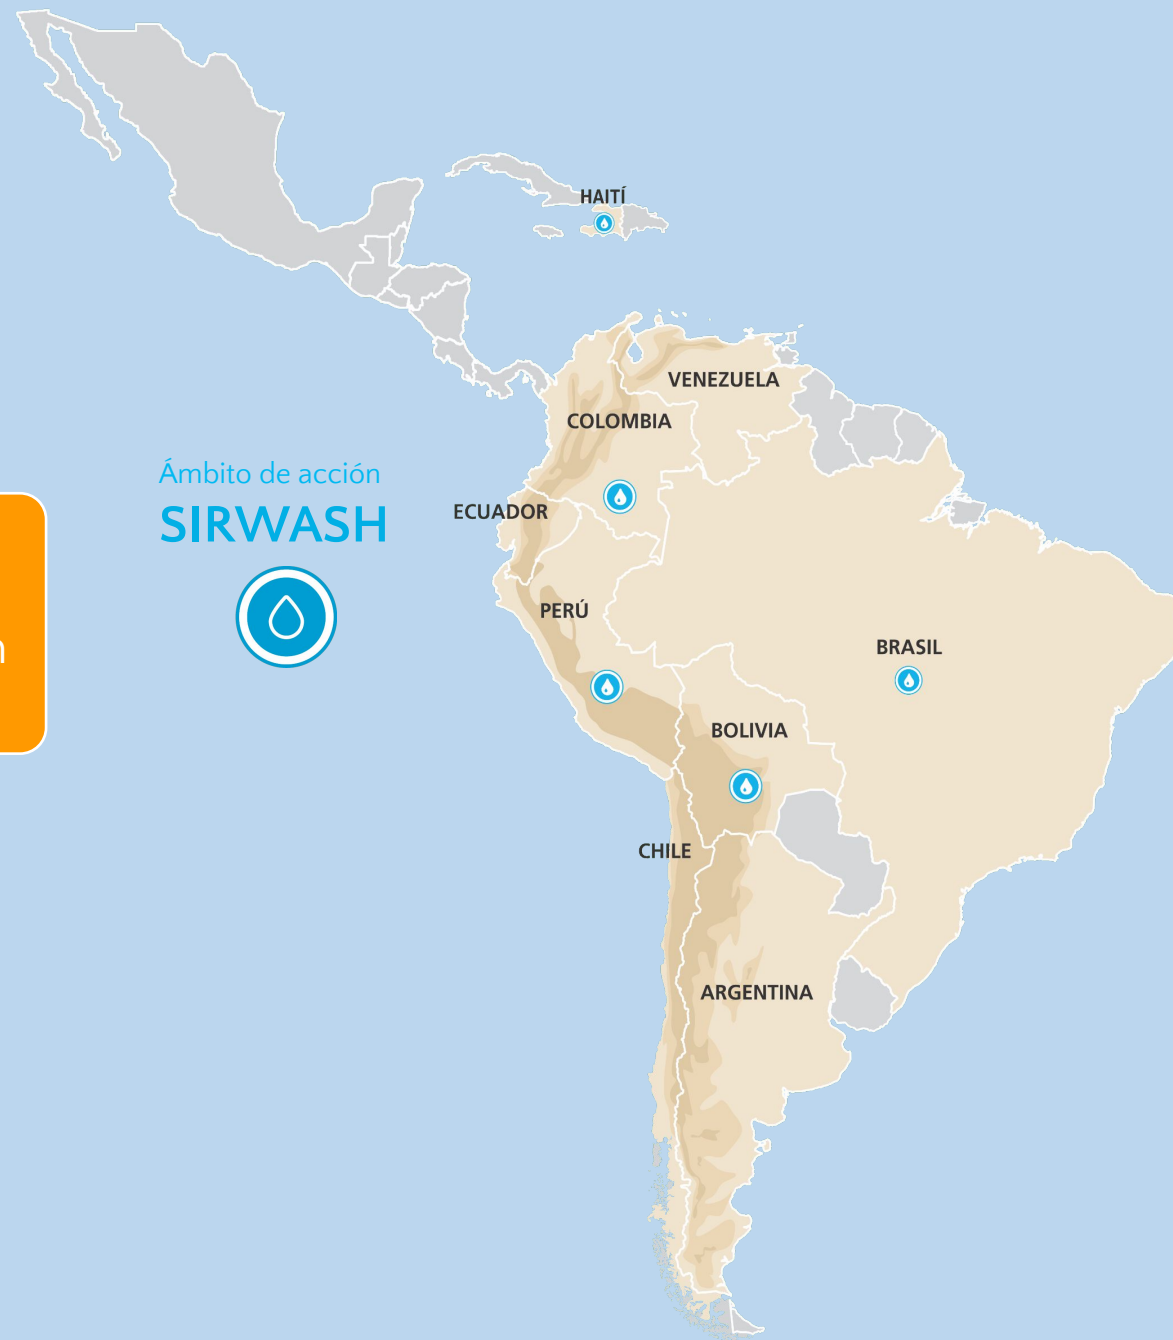 HAITÍ
VENEZUELA
COLOMBIA
Ámbito de acción
SIRWASH
ECUADOR
PERÚ
BRASIL
BOLIVIA
CHILE
ARGENTINA